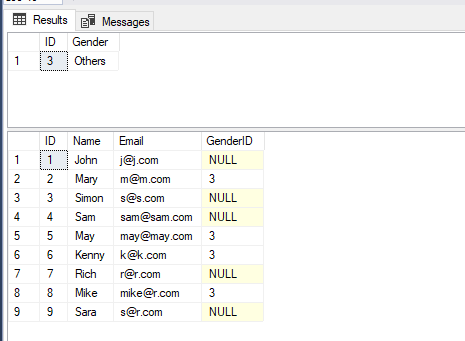 Results Messages
ID Gender
1 3 Others
ID Name Email GenderID
1 1 John j@j.com NULL
2 2 Mary m@m.com 3
3 3 Simon s@s.com NULL
4 4 Sam sam@sam.com NULL
5 5 May may@may.com 3
6 6 Kenny k@k.com 3
7 7 Rich r@r.com NULL
8 8 Mike mike@r.com 3
9 9 Sara s@r.com NULL